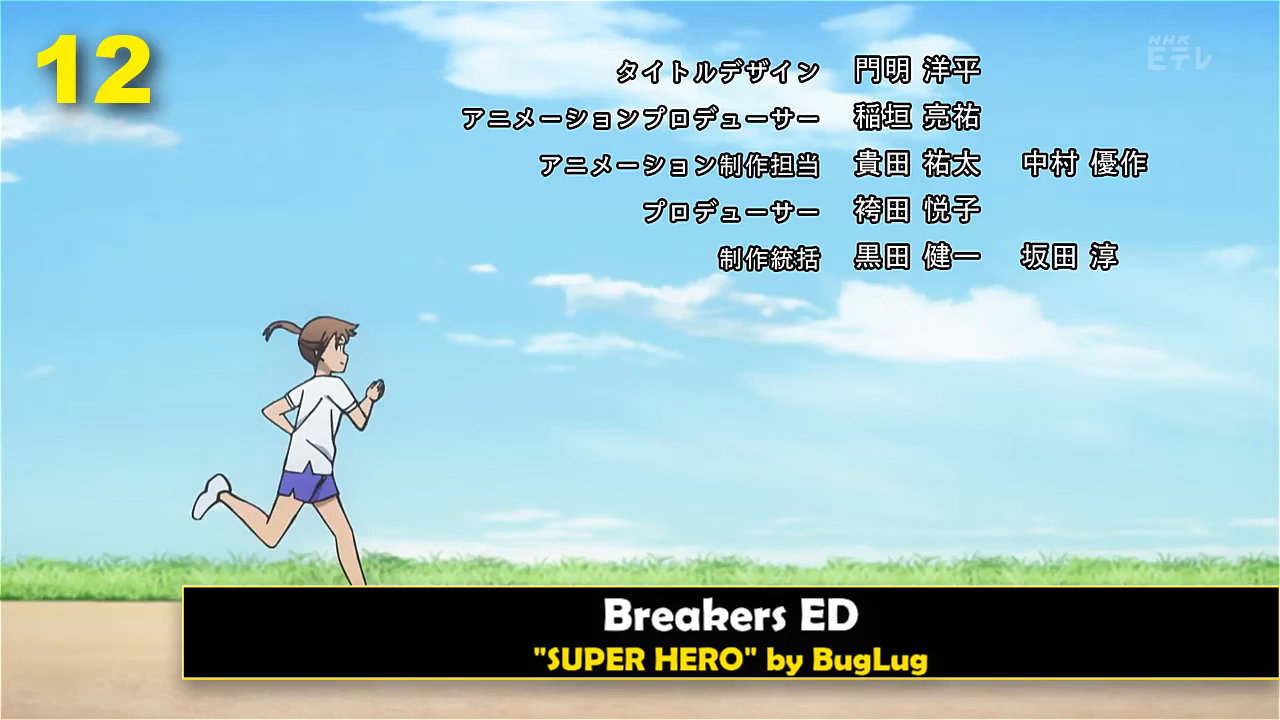 12
NHK
Eテレ
タイトルデザイン 門明 洋平
アニメーションプロデューサー 稲垣 亮祐
アニメーション制作担当 貴田 祐太 中村 優作
プロデューサー 袴田 悦子
制作統括 黒田 健一 坂田 淳
Breakers ED
"SUPER HERO" by BugLug